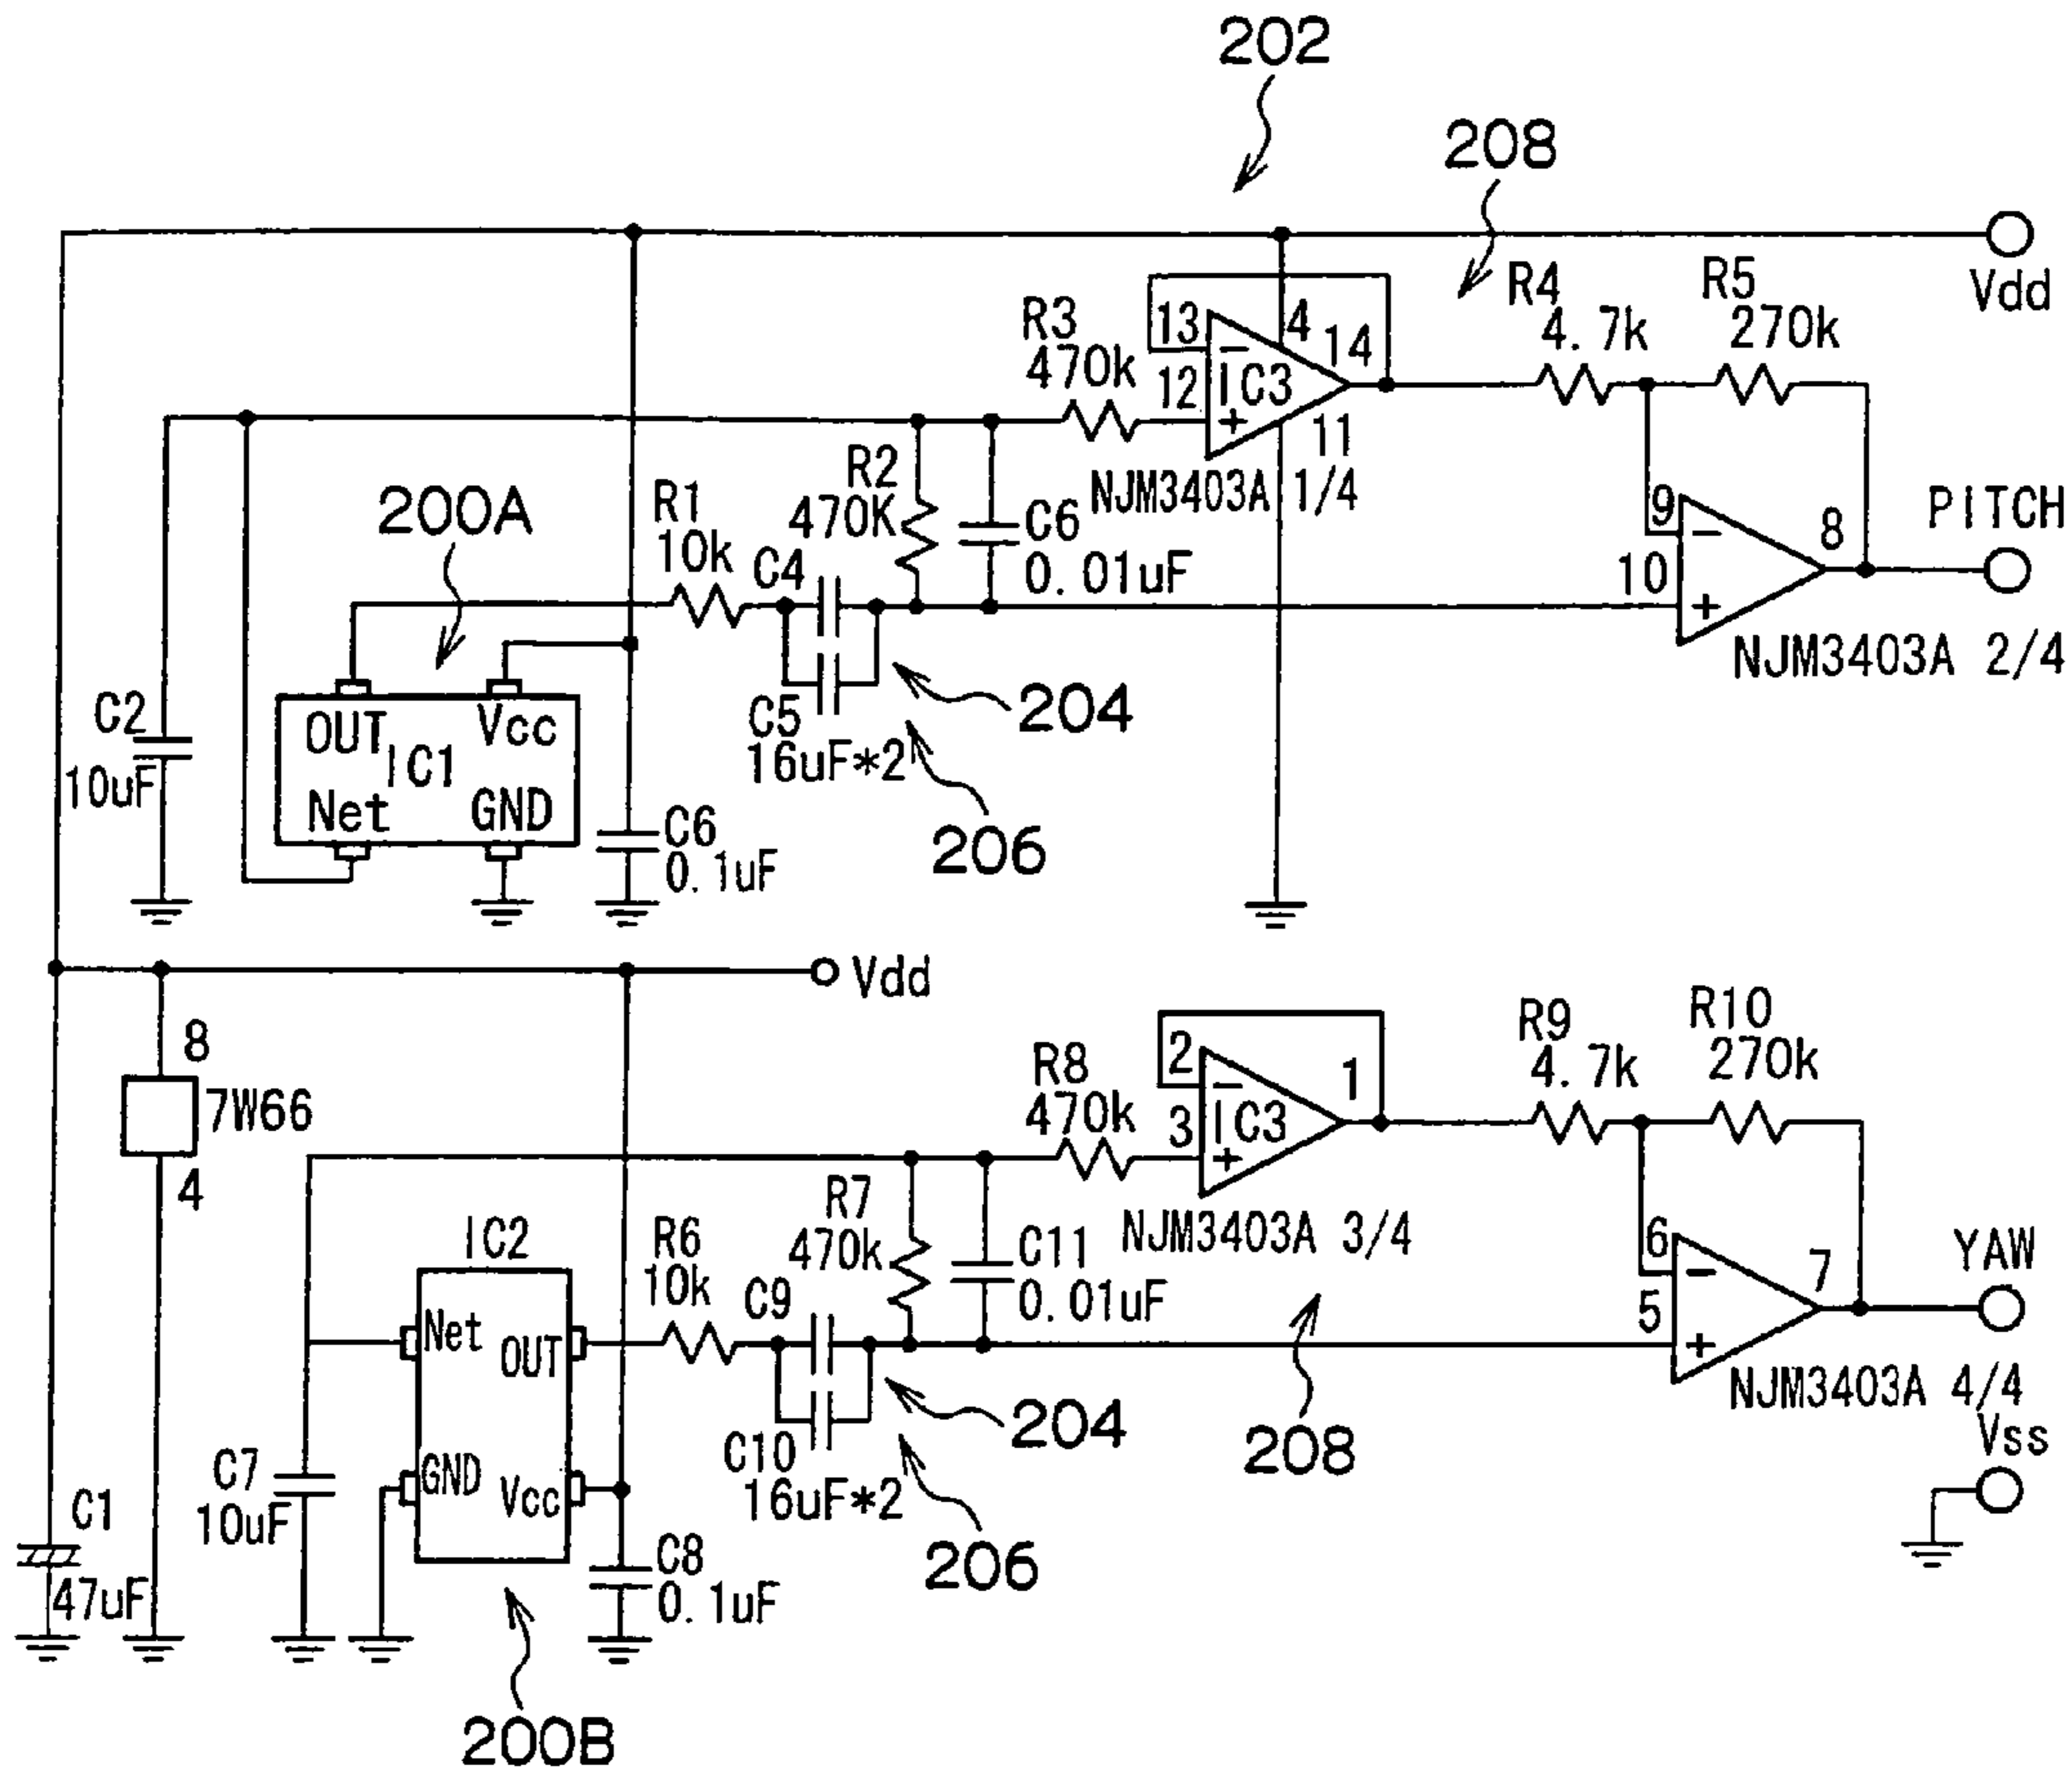 202
208
Vdd
R3
470k
13
12
4
14
IC3
11
NJM3403A 1/4
R4
4.7k
R5
270k
R2
470K
C6
0.01uF
9
10
8
PITCH
NJM3403A 2/4
200A
R1
10k
C4
C5
16uF*2
204
206
C2
10uF
OUT
Vcc
IC1
Net
GND
C6
0.1uF
Vdd
8
7W66
4
R8
470k
2
3
1
IC3
NJM3403A 3/4
R9
4.7k
R10
270k
R7
470k
C11
0.01uF
6
5
7
YAW
NJM3403A 4/4
IC2
Net
OUT
GND
Vcc
R6
10k
C9
C10
16uF*2
204
206
208
Vss
C7
10uF
C1
47uF
C8
0.1uF
200B